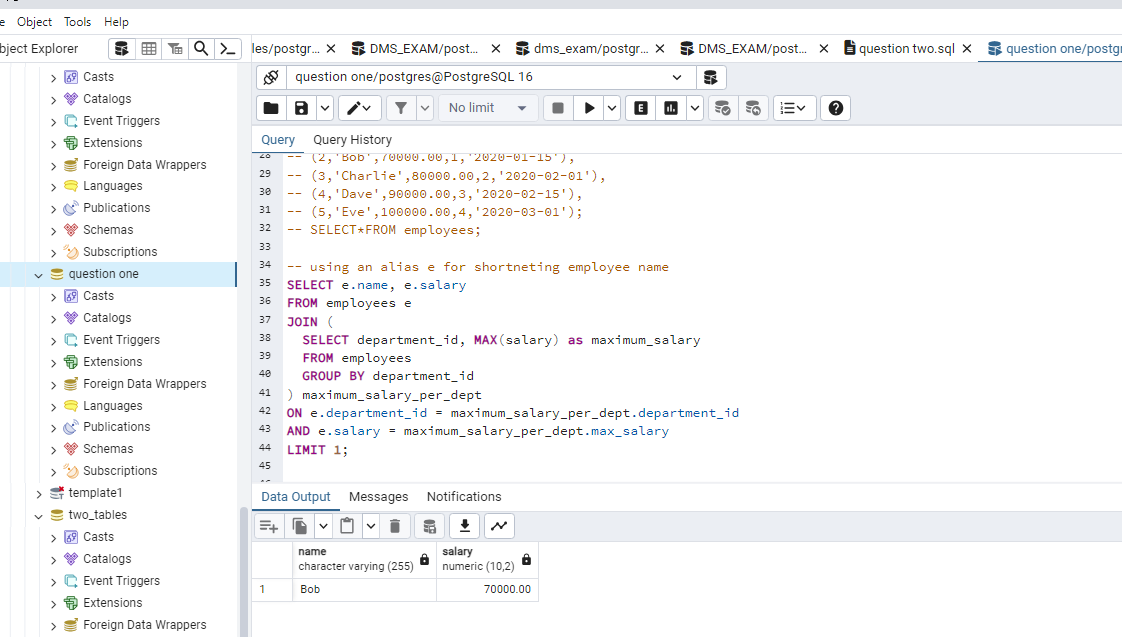 Object Tools Help
bject Explorer
les/postgr...
DMS_EXAM/post...
dms_exam/postgr...
DMS_EXAM/post...
question two.sql
question one/postgr
Casts
Catalogs
Event Triggers
Extensions
Foreign Data Wrappers
Languages
Publications
Schemas
Subscriptions
question one
Casts
Catalogs
Event Triggers
Extensions
Foreign Data Wrappers
Languages
Publications
Schemas
Subscriptions
template1
two_tables
Casts
Catalogs
Event Triggers
Extensions
Foreign Data Wrappers
question one/postgres@PostgreSQL 16
No limit
E
Query Query History
28 -- (2,'Bob',70000.00,1,'2020-01-15'),
29 -- (3,'Charlie',80000.00,2,'2020-02-01'),
30 -- (4,'Dave',90000.00,3,'2020-02-15'),
31 -- (5,'Eve',100000.00,4,'2020-03-01');
32 -- SELECT*FROM employees;
33
34 -- using an alias e for shortneting employee name
35 SELECT e.name, e.salary
36 FROM employees e
37 JOIN (
38 SELECT department_id, MAX(salary) as maximum_salary
39 FROM employees
40 GROUP BY department_id
41 ) maximum_salary_per_dept
42 ON e.department_id = maximum_salary_per_dept.department_id
43 AND e.salary = maximum_salary_per_dept.max_salary
44 LIMIT 1;
45
Data Output Messages Notifications
name salary
character varying (255) numeric (10,2)
1 Bob 70000.00